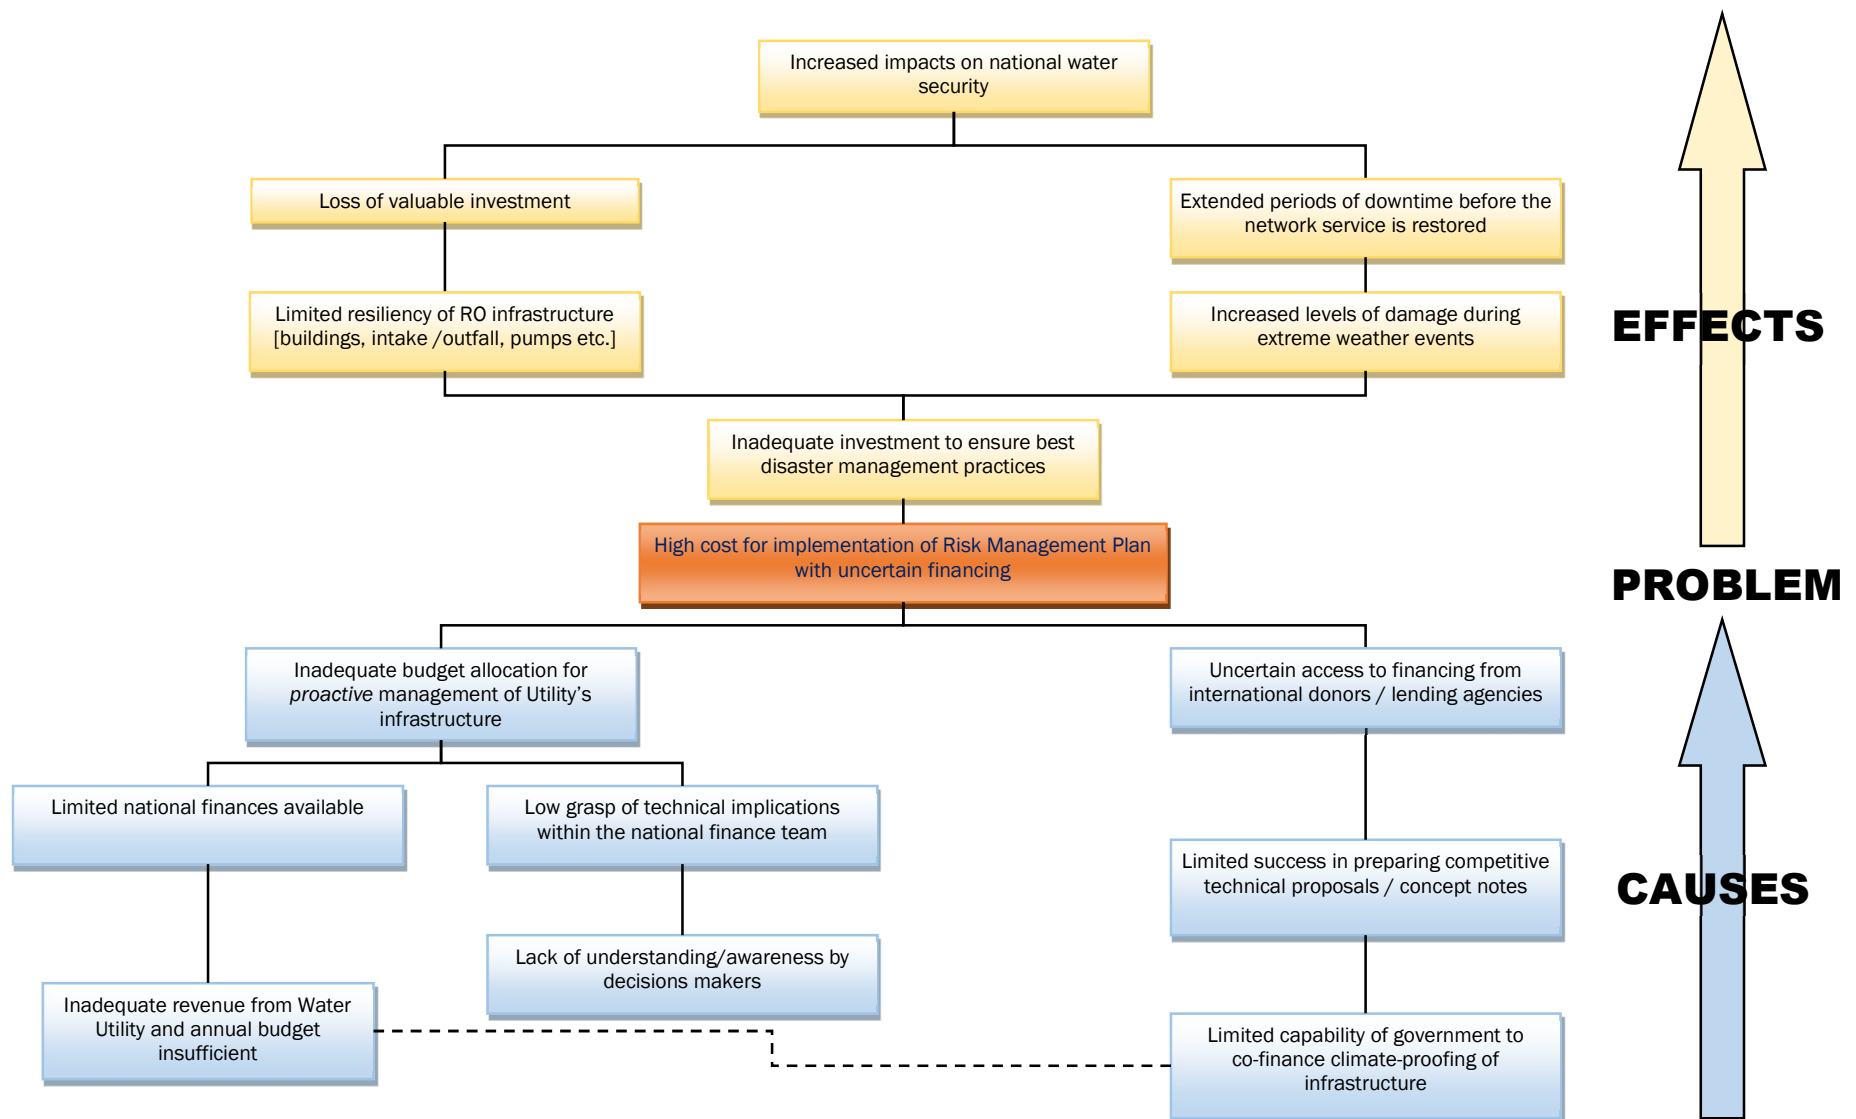 Increased impacts on national water
security
Loss of valuable investment
Extended periods of downtime before the
network service is restored
Limited resiliency of RO infrastructure
[buildings, intake /outfall, pumps etc.]
Increased levels of damage during
extreme weather events
EFFECTS
Inadequate investment to ensure best
disaster management practices
High cost for implementation of Risk Management Plan
with uncertain financing
PROBLEM
Inadequate budget allocation for
proactive management of Utility’s
infrastructure
Uncertain access to financing from
international donors / lending agencies
Limited national finances available
Low grasp of technical implications
within the national finance team
Limited success in preparing competitive
technical proposals / concept notes
CAUSES
Lack of understanding/awareness by
decisions makers
Inadequate revenue from Water
Utility and annual budget
insufficient
Limited capability of government to
co-finance climate-proofing of
infrastructure